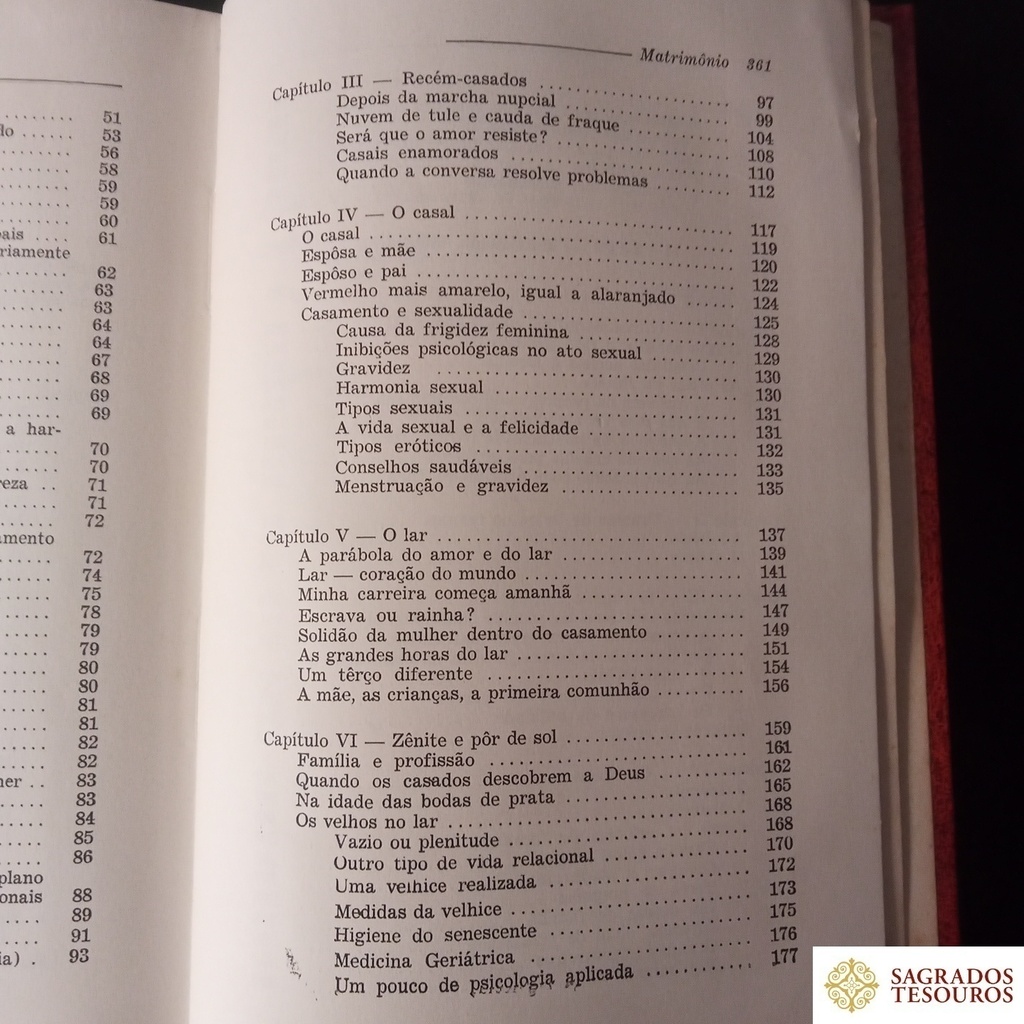 51
53
56
58
59
59
60
61
62
63
63
64
64
67
68
69
69
a har-
70
70
71
71
72
72
74
75
78
79
79
80
80
81
81
82
82
83
83
84
85
86
plano
88
89
91
93
Matrimônio 361
Capítulo III — Recém-casados .......... 97
Depois da marcha nupcial .......... 99
Nuvem de tule e cauda de fraque .......... 104
Será que o amor resiste? .......... 108
Casais enamorados .......... 110
Quando a conversa resolve problemas .......... 112
Capítulo IV — O casal .......... 117
O casal .......... 119
Espôsa e mãe .......... 120
Espôso e pai .......... 122
Vermelho mais amarelo, igual a alaranjado ...... 124
Casamento e sexualidade .......... 125
Causa da frigidez feminina .......... 128
Inibições psicológicas no ato sexual .......... 129
Gravidez .......... 130
Harmonia sexual .......... 130
Tipos sexuais .......... 131
A vida sexual e a felicidade .......... 131
Tipos eróticos .......... 132
Conselhos saudáveis .......... 133
Menstruação e gravidez .......... 135
Capítulo V — O lar .......... 137
A parábola do amor e do lar .......... 139
Lar — coração do mundo .......... 141
Minha carreira começa amanhã .......... 144
Escrava ou rainha? .......... 147
Solidão da mulher dentro do casamento .......... 149
As grandes horas do lar .......... 151
Um têrço diferente .......... 154
A mãe, as crianças, a primeira comunhão .......... 156
Capítulo VI — Zênite e pôr de sol .......... 159
Família e profissão .......... 161
Quando os casados descobrem a Deus .......... 162
Na idade das bodas de prata .......... 165
Os velhos no lar .......... 168
Vazio ou plenitude .......... 168
Outro tipo de vida relacional .......... 170
Uma velhice realizada .......... 172
Medidas da velhice .......... 173
Higiene do senescente .......... 175
Medicina Geriátrica .......... 176
Um pouco de psicologia aplicada .......... 177
SAGRADOS
TESOUROS